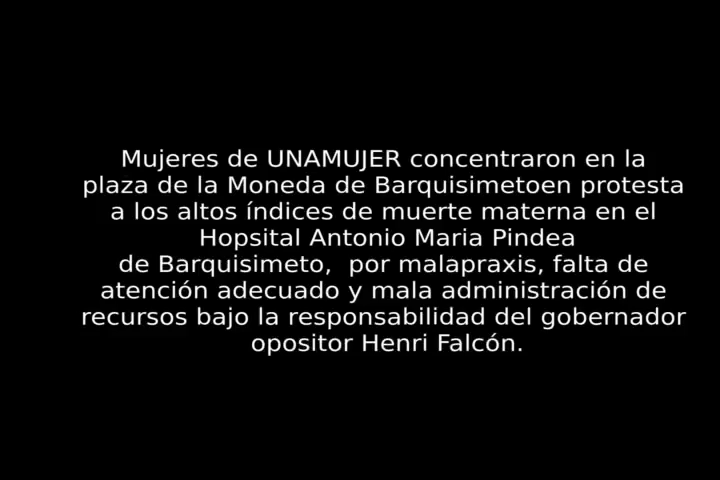 Mujeres de UNAMUJER concentraron en la
plaza de la Moneda de Barquisimetoen protesta
a los altos índices de muerte materna en el
Hopsital Antonio Maria Pindea
de Barquisimeto,  por malapraxis, falta de
atención adecuado y mala administración de
recursos bajo la responsabilidad del gobernador
opositor Henri Falcón.